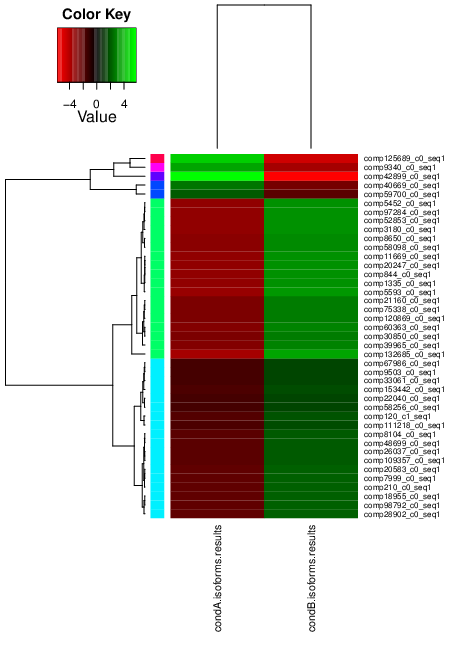 Color Key
−4 0 4
Value
comp125689_c0_seq1
comp9340_c0_seq1
comp42899_c0_seq1
comp40669_c0_seq1
comp59700_c0_seq1
comp5452_c0_seq1
comp97284_c0_seq1
comp52853_c0_seq1
comp3180_c0_seq1
comp8650_c0_seq1
comp58098_c0_seq1
comp11669_c0_seq1
comp20247_c0_seq1
comp844_c0_seq1
comp1335_c0_seq1
comp5593_c0_seq1
comp21160_c0_seq1
comp75338_c0_seq1
comp120869_c0_seq1
comp60363_c0_seq1
comp30850_c0_seq1
comp39965_c0_seq1
comp132685_c0_seq1
comp67986_c0_seq1
comp9503_c0_seq1
comp33061_c0_seq1
comp153442_c0_seq1
comp22040_c0_seq1
comp58256_c0_seq1
comp120_c1_seq1
comp111218_c0_seq1
comp8104_c0_seq1
comp48699_c0_seq1
comp26037_c0_seq1
comp109357_c0_seq1
comp20583_c0_seq1
comp7999_c0_seq1
comp210_c0_seq1
comp18955_c0_seq1
comp98792_c0_seq1
comp28902_c0_seq1
condA.isoforms.results
condB.isoforms.results